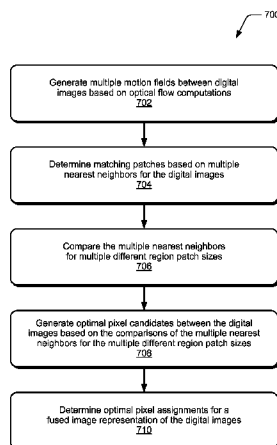 700
Generate multiple motion fields between digital
images based on optical flow computations
702
Determine matching patches based on multiple
nearest neighbors for the digital images
704
Compare the multiple nearest neighbors
for multiple different region patch sizes
706
Generate optimal pixel candidates between the digital
images based on the comparisons of the multiple nearest
neighbors for the multiple different region patch sizes
708
Determine optimal pixel assignments for a
fused image representation of the digital images
710